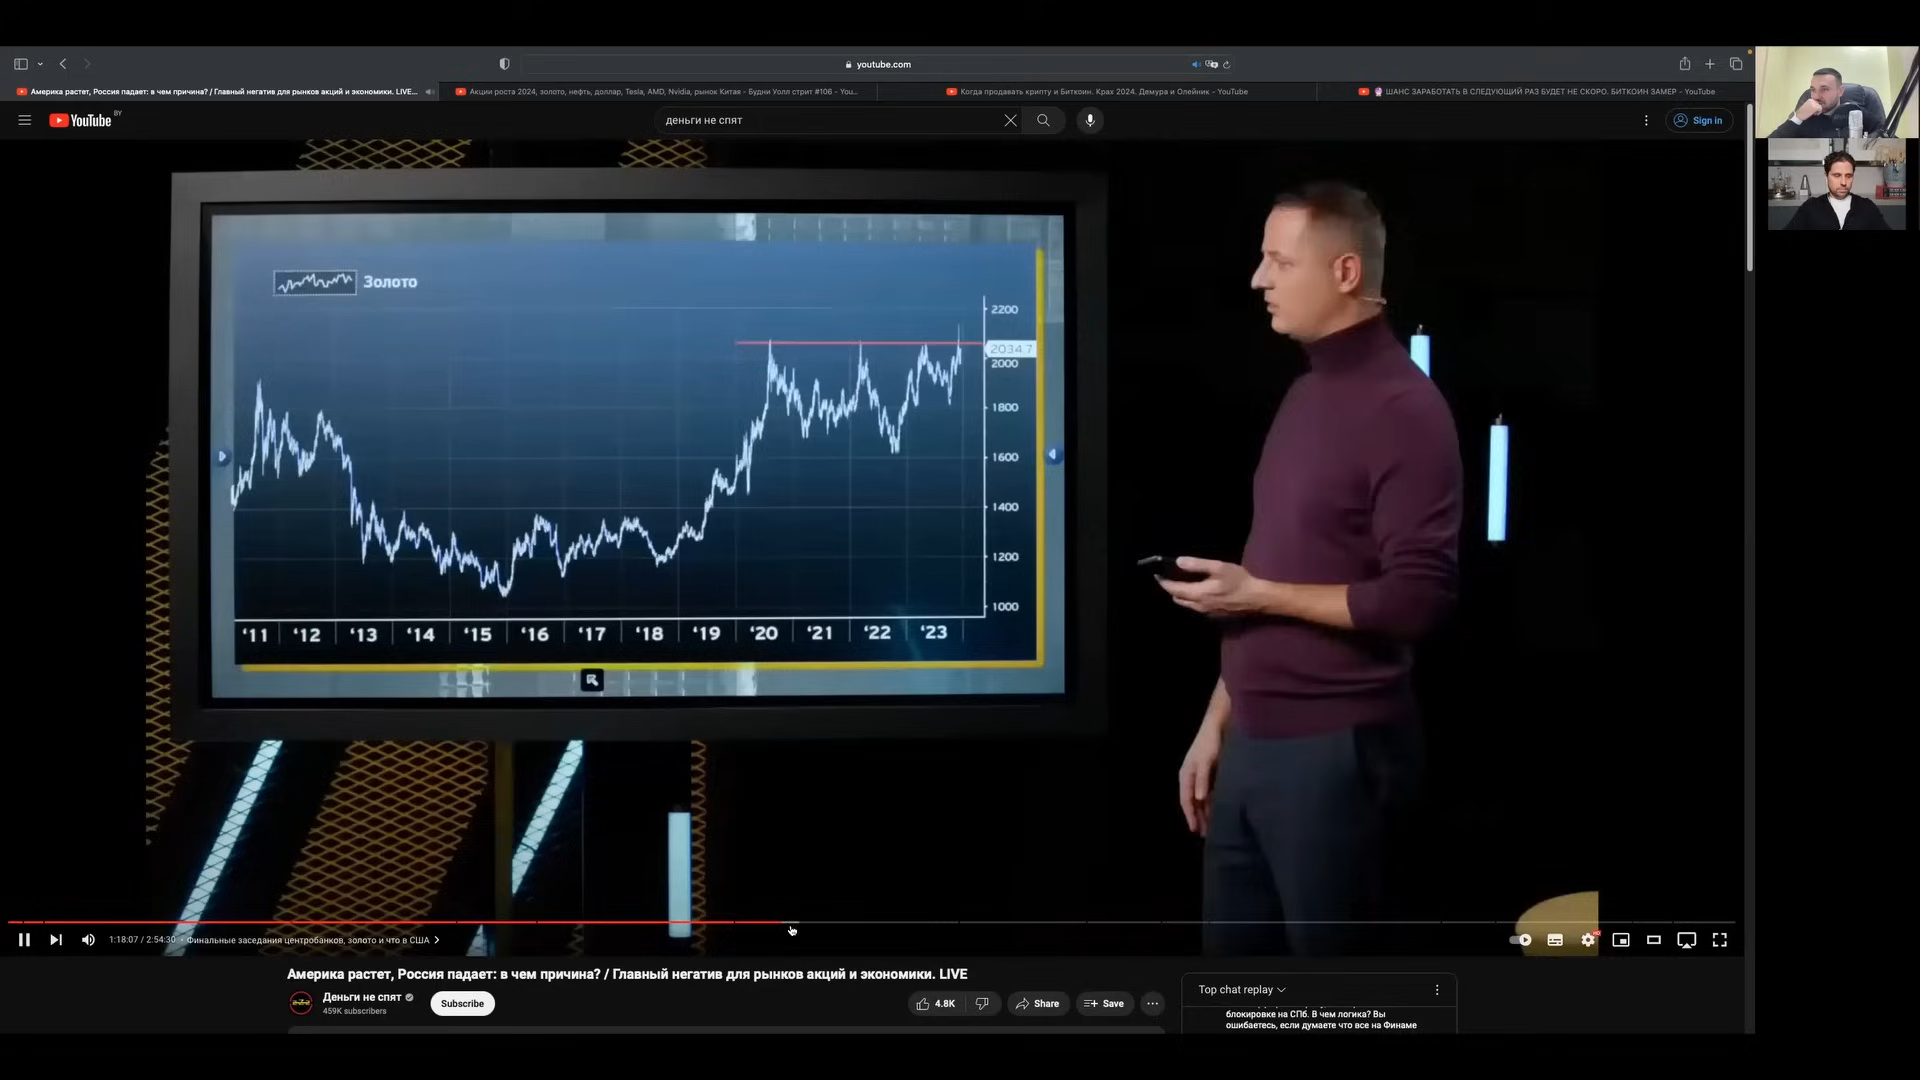 youtube.com
Америка растет, Россия падает: в чем причина? / Главный негатив для рынков акций и экономики. LIVE...
Акции роста 2024, золото, нефть, доллар, Tesla, AMD, Nvidia, рынок Китая - Будни Уолл стрит #106 - You...
Когда продавать крипту и Биткоин. Крах 2024. Демура и Олейник - YouTube
ШАНС ЗАРАБОТАТЬ В СЛЕДУЮЩИЙ РАЗ БУДЕТ НЕ СКОРО. БИТКОИН ЗАМЕР - YouTube
YouTube BY
деньги не спят
Sign in
Золото
2200
2034.7
2000
1800
1600
1400
1200
1000
'11 '12 '13 '14 '15 '16 '17 '18 '19 '20 '21 '22 '23
1:18:07 / 2:54:30 • Финальные заседания центробанков, золото и что в США
HD
Америка растет, Россия падает: в чем причина? / Главный негатив для рынков акций и экономики. LIVE
Деньги не спят
459K subscribers
Subscribe
4.8K
Share
Save
Top chat replay
блокировке на СПб. В чем логика? Вы
ошибаетесь, если думаете что все на Финаме